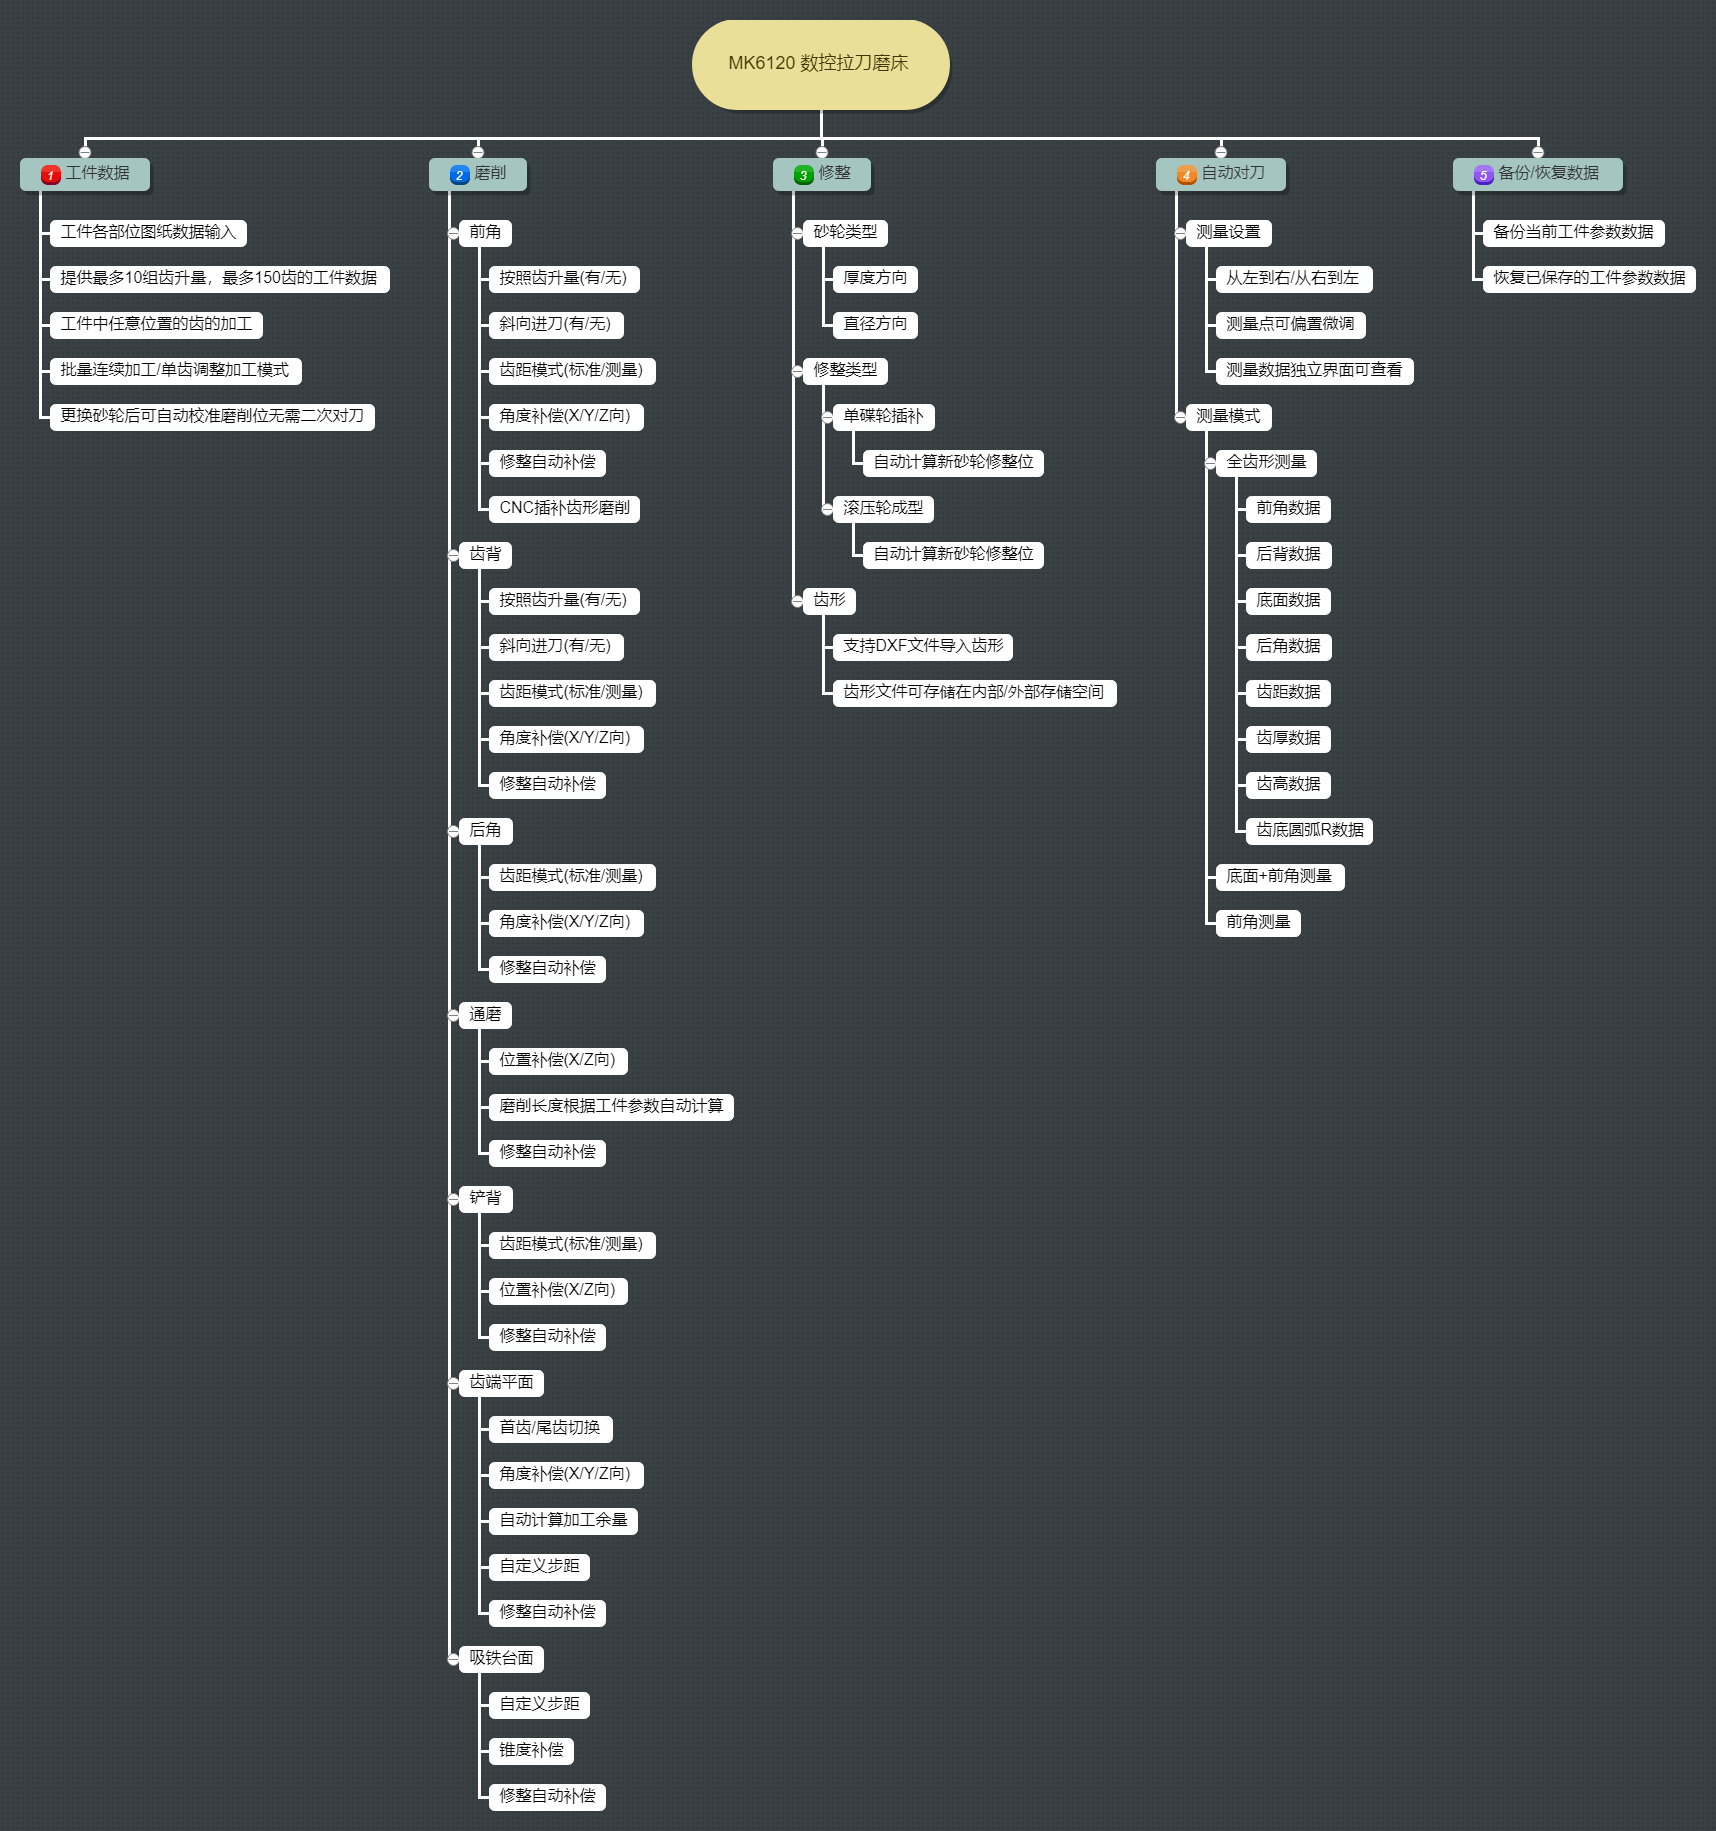 MK6120 数控拉刀磨床
1 工件数据
工件各部位图纸数据输入
提供最多10组齿升量，最多150齿的工件数据
工件中任意位置的齿的加工
批量连续加工/单齿调整加工模式
更换砂轮后可自动校准磨削位无需二次对刀
2 磨削
前角
按照齿升量(有/无)
斜向进刀(有/无)
齿距模式(标准/测量)
角度补偿(X/Y/Z向)
修整自动补偿
CNC插补齿形磨削
齿背
按照齿升量(有/无)
斜向进刀(有/无)
齿距模式(标准/测量)
角度补偿(X/Y/Z向)
修整自动补偿
后角
齿距模式(标准/测量)
角度补偿(X/Y/Z向)
修整自动补偿
通磨
位置补偿(X/Z向)
磨削长度根据工件参数自动计算
修整自动补偿
铲背
齿距模式(标准/测量)
位置补偿(X/Z向)
修整自动补偿
齿端平面
首齿/尾齿切换
角度补偿(X/Y/Z向)
自动计算加工余量
自定义步距
修整自动补偿
吸铁台面
自定义步距
锥度补偿
修整自动补偿
3 修整
砂轮类型
厚度方向
直径方向
修整类型
单碟轮插补
自动计算新砂轮修整位
滚压轮成型
自动计算新砂轮修整位
齿形
支持DXF文件导入齿形
齿形文件可存储在内部/外部存储空间
4 自动对刀
测量设置
从左到右/从右到左
测量点可偏置微调
测量数据独立界面可查看
测量模式
全齿形测量
前角数据
后背数据
底面数据
后角数据
齿距数据
齿厚数据
齿高数据
齿底圆弧R数据
底面+前角测量
前角测量
5 备份/恢复数据
备份当前工件参数数据
恢复已保存的工件参数数据